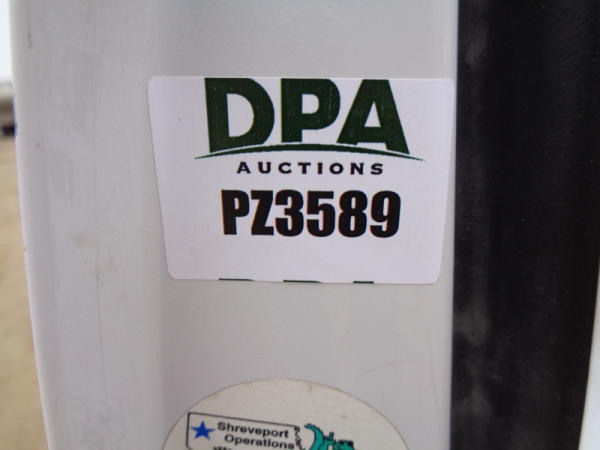 DPA
AUCTIONS
PZ3589
Shreveport
Operations